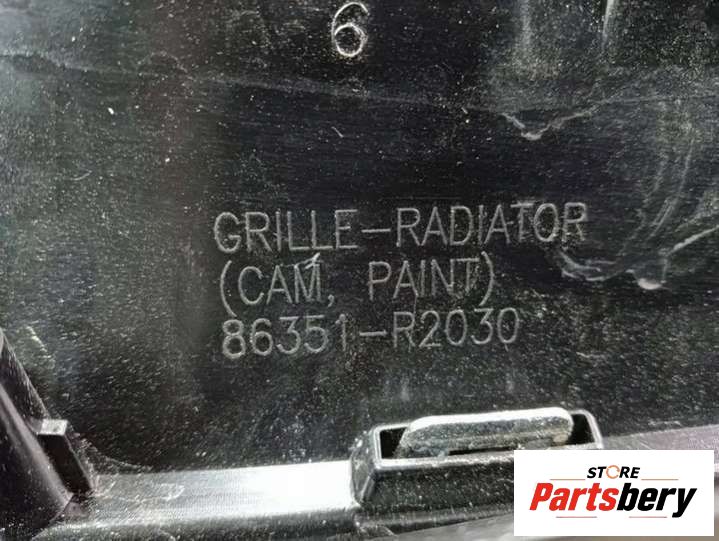 6
GRILLE-RADIATOR
(CAM, PAINT)
86351-R2030
STORE
Partsbery